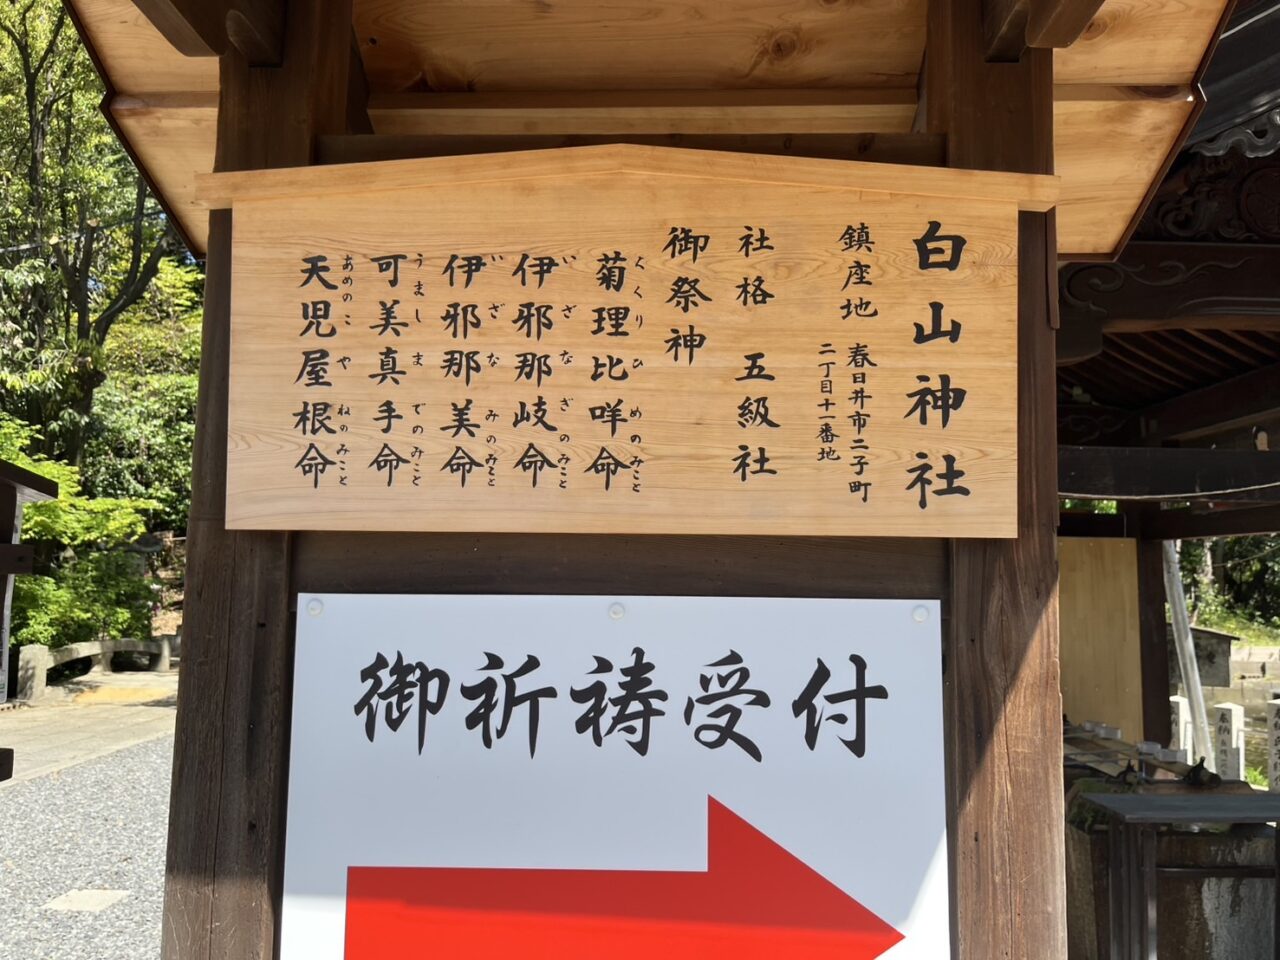 白山神社
鎮座地 春日井市二子町
二丁目十一番地
社格 五級社
御祭神
菊理比咩命
くくりひめのみこと
伊邪那岐命
いざなぎのみこと
伊邪那美命
いざなみのみこと
可美真手命
うましまでのみこと
天児屋根命
あめのこやねのみこと
御祈祷受付
奉納